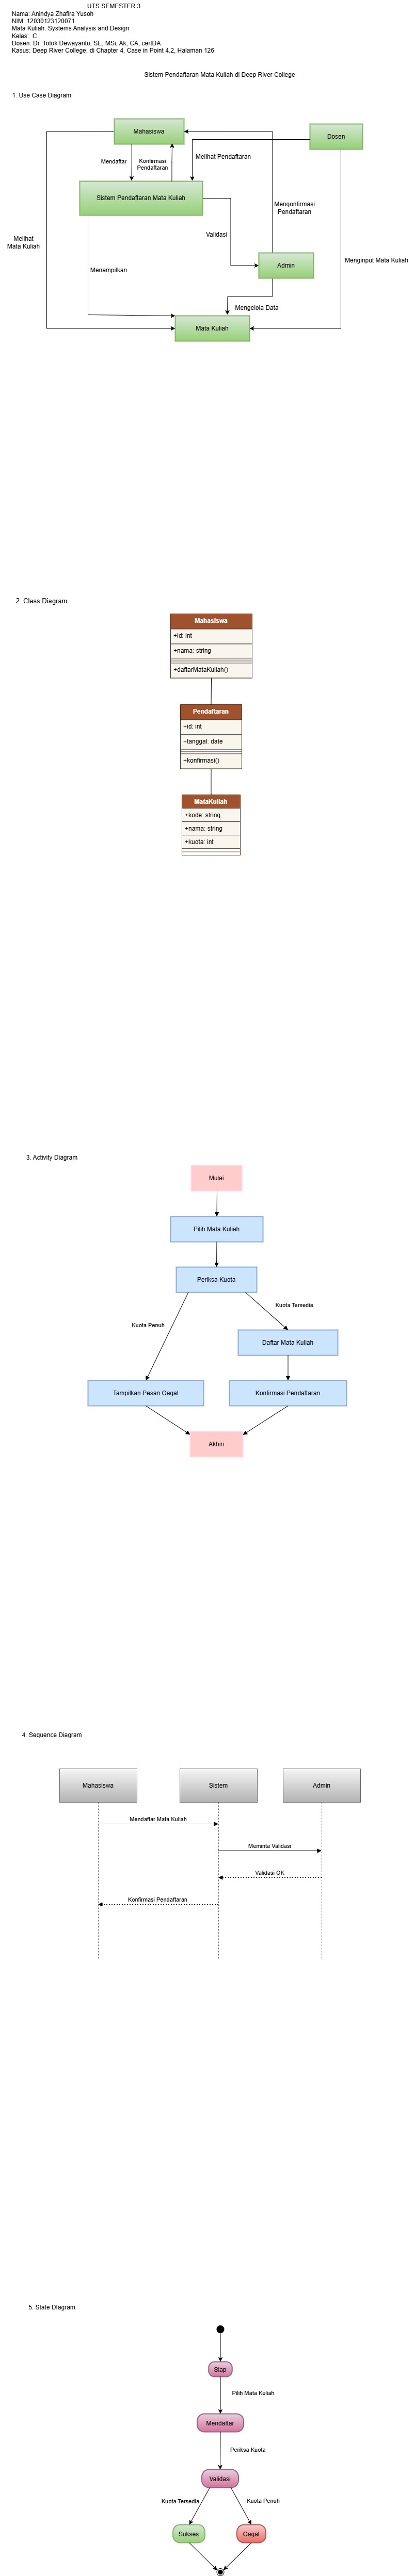 UTS SEMESTER 3
Nama: Anindya Zhafira Yusoh
NIM: 12030123120071
Mata Kuliah: Systems Analysis and Design
Kelas: C
Dosen: Dr. Totok Dewayanto, SE, MSi, Ak, CA, certDA
Kasus: Deep River College, di Chapter 4, Case in Point 4.2, Halaman 126
Sistem Pendaftaran Mata Kuliah di Deep River College
1. Use Case Diagram
Mahasiswa
Dosen
Mendaftar
Konfirmasi
Pendaftaran
Melihat Pendaftaran
Sistem Pendaftaran Mata Kuliah
Mengonfirmasi
Pendaftaran
Validasi
Melihat
Mata Kuliah
Menampilkan
Admin
Menginput Mata Kuliah
Mengelola Data
Mata Kuliah
2. Class Diagram
Mahasiswa
+id: int
+nama: string
+daftarMataKuliah()
Pendaftaran
+id: int
+tanggal: date
+konfirmasi()
MataKuliah
+kode: string
+nama: string
+kuota: int
3. Activity Diagram
Mulai
Pilih Mata Kuliah
Periksa Kuota
Kuota Penuh
Kuota Tersedia
Daftar Mata Kuliah
Tampilkan Pesan Gagal
Konfirmasi Pendaftaran
Akhiri
4. Sequence Diagram
Mahasiswa
Sistem
Admin
Mendaftar Mata Kuliah
Meminta Validasi
Validasi OK
Konfirmasi Pendaftaran
5. State Diagram
Siap
Pilih Mata Kuliah
Mendaftar
Periksa Kuota
Validasi
Kuota Tersedia
Kuota Penuh
Sukses
Gagal